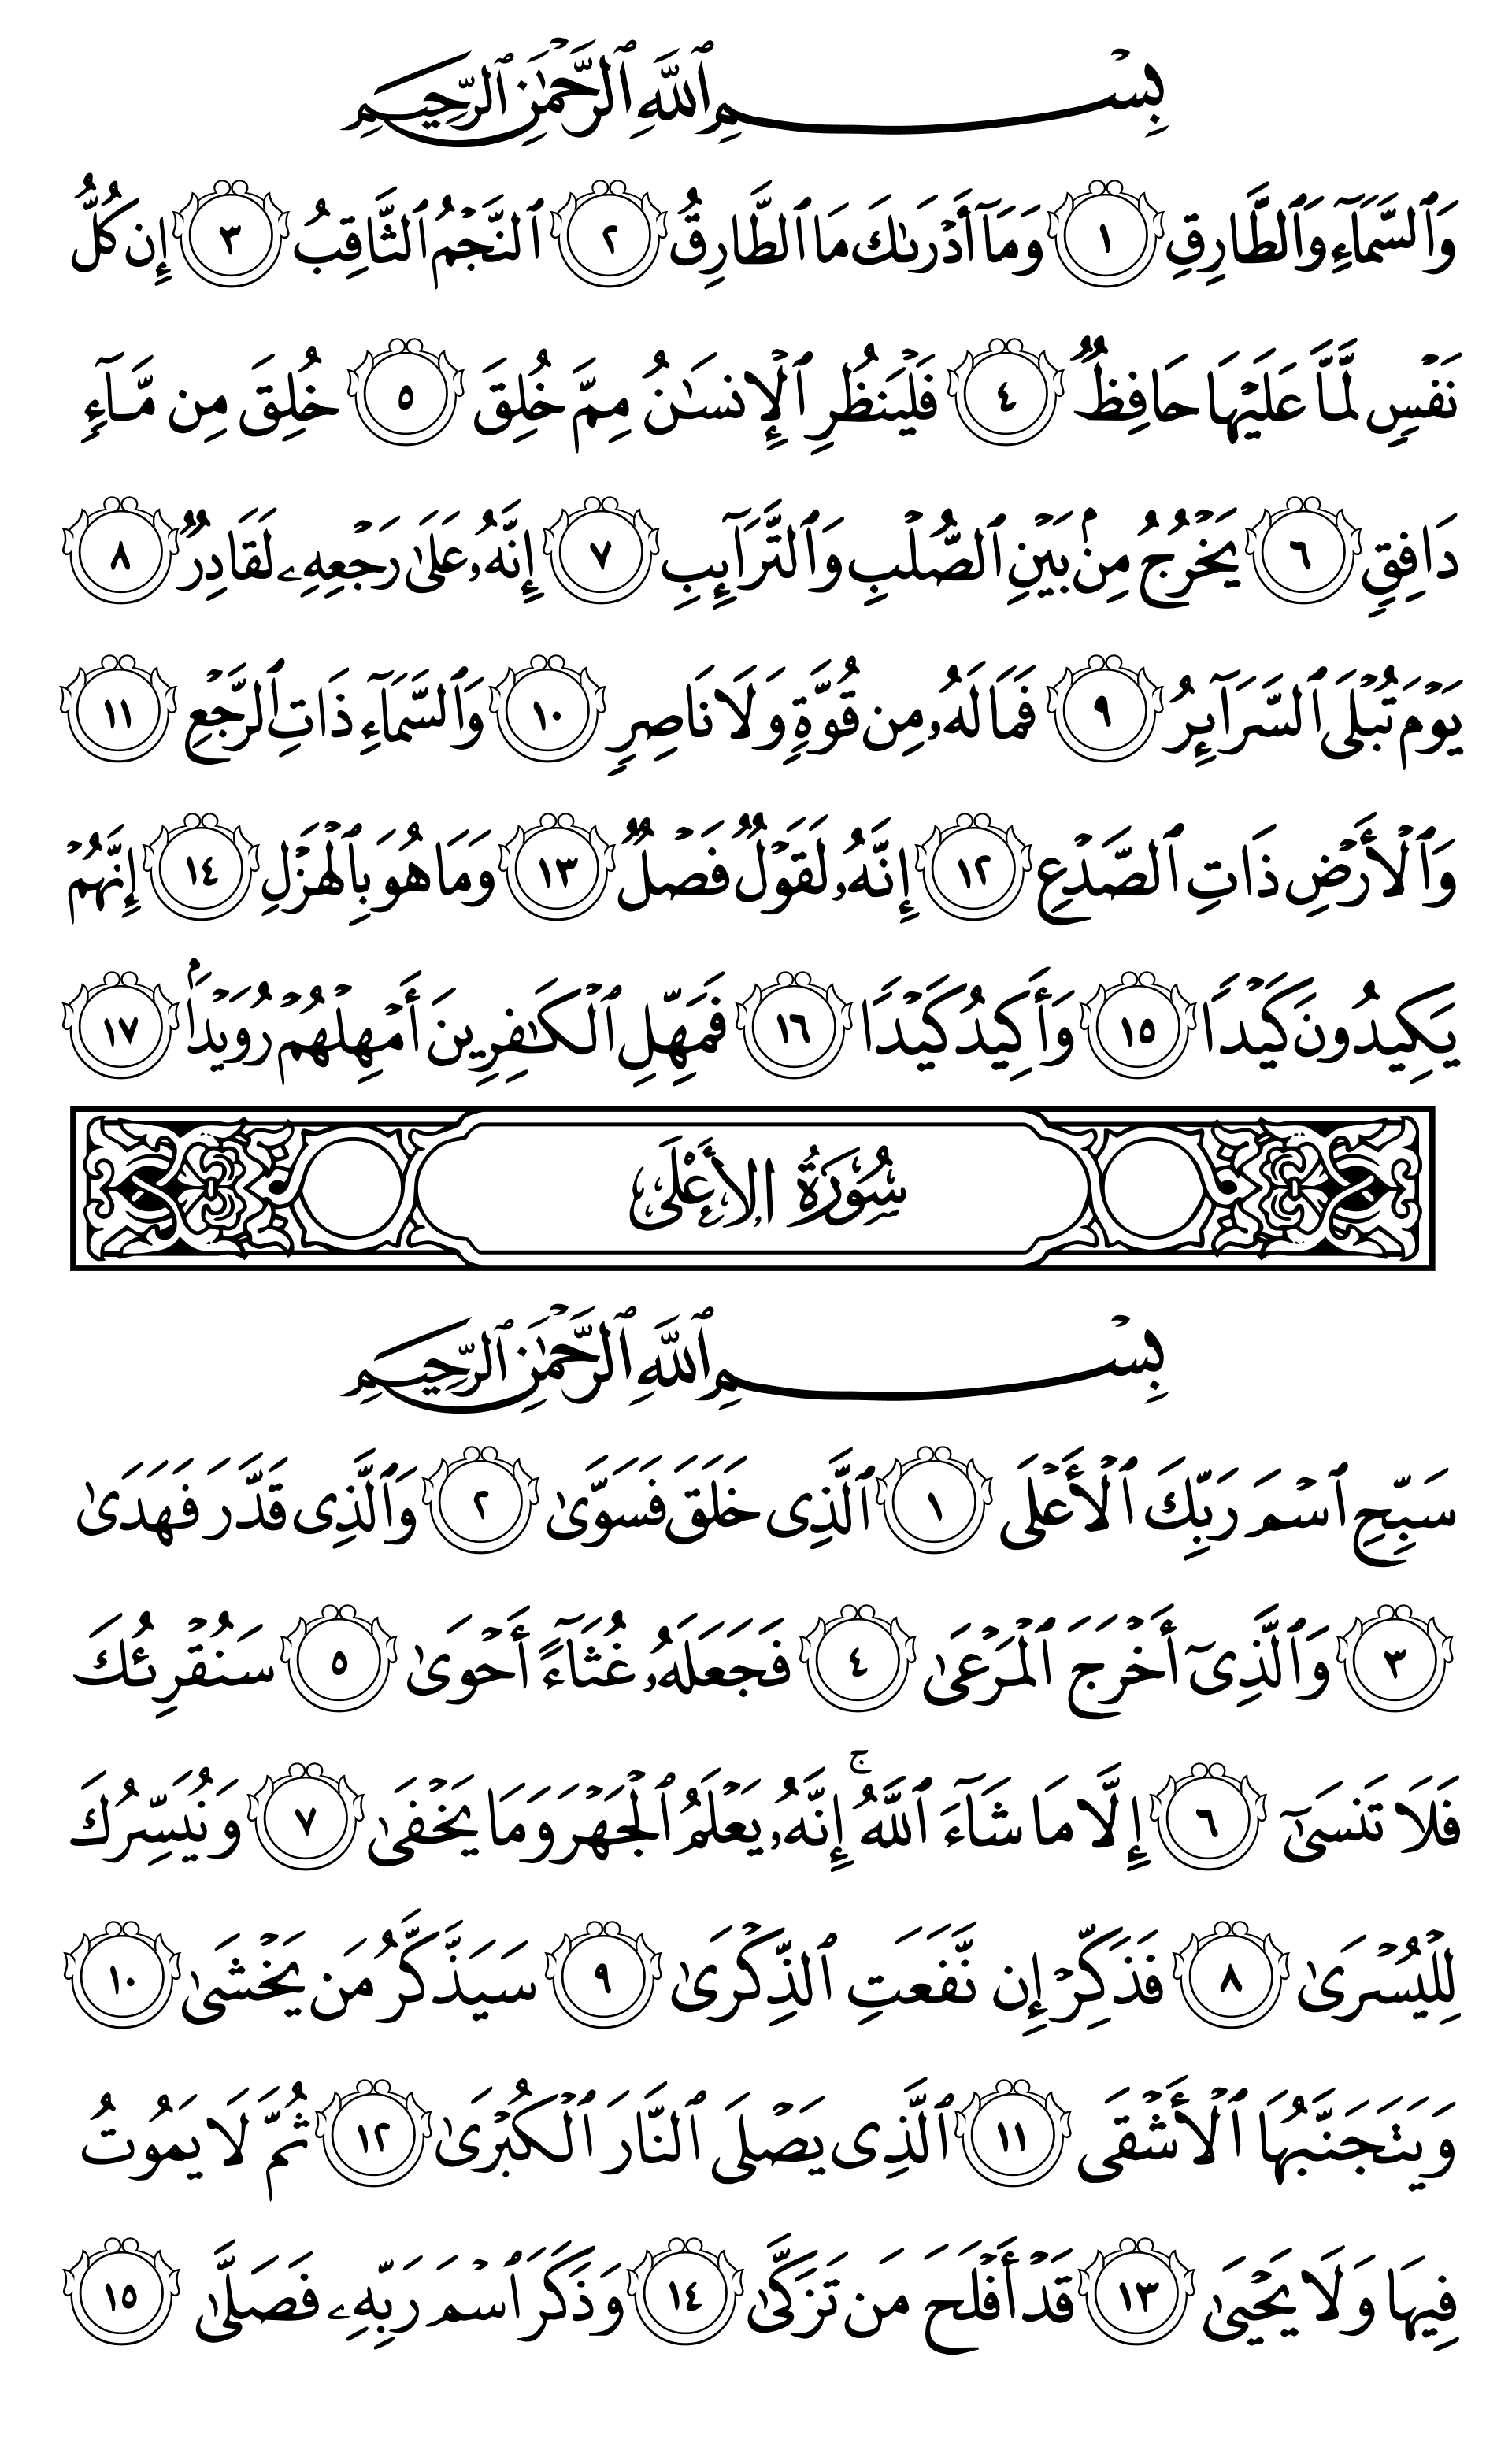 بِسْمِ ٱللَّهِ ٱلرَّحْمَٰنِ ٱلرَّحِيمِ
وَٱلسَّمَآءِ وَٱلطَّارِقِ ١ وَمَآ أَدْرَىٰكَ مَا ٱلطَّارِقُ ٢ ٱلنَّجْمُ ٱلثَّاقِبُ ٣ إِن كُلُّ
نَفْسٍ لَّمَّا عَلَيْهَا حَافِظٌ ٤ فَلْيَنظُرِ ٱلْإِنسَٰنُ مِمَّ خُلِقَ ٥ خُلِقَ مِن مَّآءٍ
دَافِقٍ ٦ يَخْرُجُ مِنۢ بَيْنِ ٱلصُّلْبِ وَٱلتَّرَآئِبِ ٧ إِنَّهُۥ عَلَىٰ رَجْعِهِۦ لَقَادِرٌ ٨
يَوْمَ تُبْلَى ٱلسَّرَآئِرُ ٩ فَمَا لَهُۥ مِن قُوَّةٍ وَلَا نَاصِرٍ ١٠ وَٱلسَّمَآءِ ذَاتِ ٱلرَّجْعِ ١١
وَٱلْأَرْضِ ذَاتِ ٱلصَّدْعِ ١٢ إِنَّهُۥ لَقَوْلٌ فَصْلٌ ١٣ وَمَا هُوَ بِٱلْهَزْلِ ١٤ إِنَّهُمْ
يَكِيدُونَ كَيْدًا ١٥ وَأَكِيدُ كَيْدًا ١٦ فَمَهِّلِ ٱلْكَٰفِرِينَ أَمْهِلْهُمْ رُوَيْدًۢا ١٧
سُورَةُ الأَعْلَى
بِسْمِ ٱللَّهِ ٱلرَّحْمَٰنِ ٱلرَّحِيمِ
سَبِّحِ ٱسْمَ رَبِّكَ ٱلْأَعْلَى ١ ٱلَّذِى خَلَقَ فَسَوَّىٰ ٢ وَٱلَّذِى قَدَّرَ فَهَدَىٰ
٣ وَٱلَّذِىٓ أَخْرَجَ ٱلْمَرْعَىٰ ٤ فَجَعَلَهُۥ غُثَآءً أَحْوَىٰ ٥ سَنُقْرِئُكَ
فَلَا تَنسَىٰٓ ٦ إِلَّا مَا شَآءَ ٱللَّهُ ۚ إِنَّهُۥ يَعْلَمُ ٱلْجَهْرَ وَمَا يَخْفَىٰ ٧ وَنُيَسِّرُكَ
لِلْيُسْرَىٰ ٨ فَذَكِّرْ إِن نَّفَعَتِ ٱلذِّكْرَىٰ ٩ سَيَذَّكَّرُ مَن يَخْشَىٰ ١٠
وَيَتَجَنَّبُهَا ٱلْأَشْقَى ١١ ٱلَّذِى يَصْلَى ٱلنَّارَ ٱلْكُبْرَىٰ ١٢ ثُمَّ لَا يَمُوتُ
فِيهَا وَلَا يَحْيَىٰ ١٣ قَدْ أَفْلَحَ مَن تَزَكَّىٰ ١٤ وَذَكَرَ ٱسْمَ رَبِّهِۦ فَصَلَّىٰ ١٥